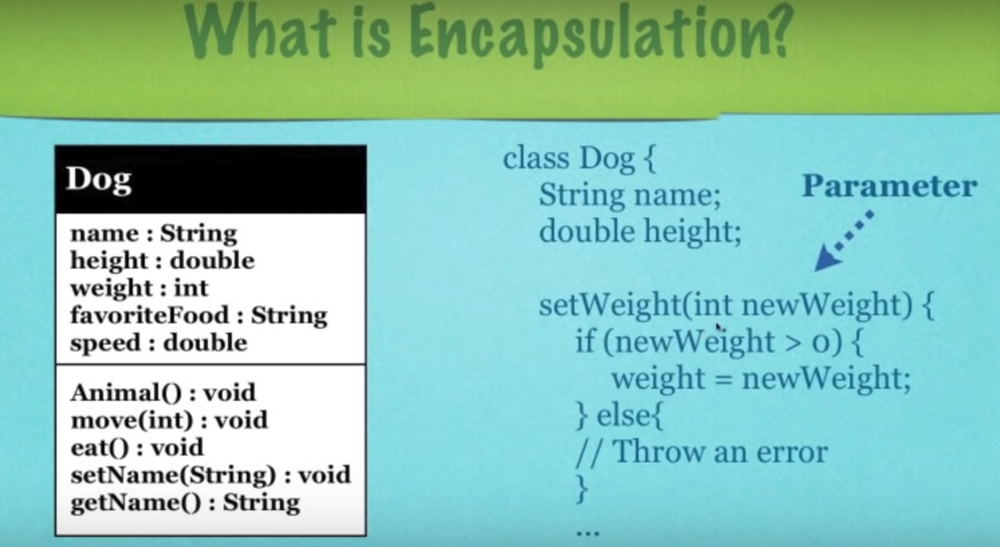 What is Encapsulation?
Dog
name : String
height : double
weight : int
favoriteFood : String
speed : double
Animal() : void
move(int) : void
eat() : void
setName(String) : void
getName() : String
class Dog {
String name;
double height;
Parameter
setWeight(int newWeight) {
if (newWeight > 0) {
weight = newWeight;
} else{
// Throw an error
}
...